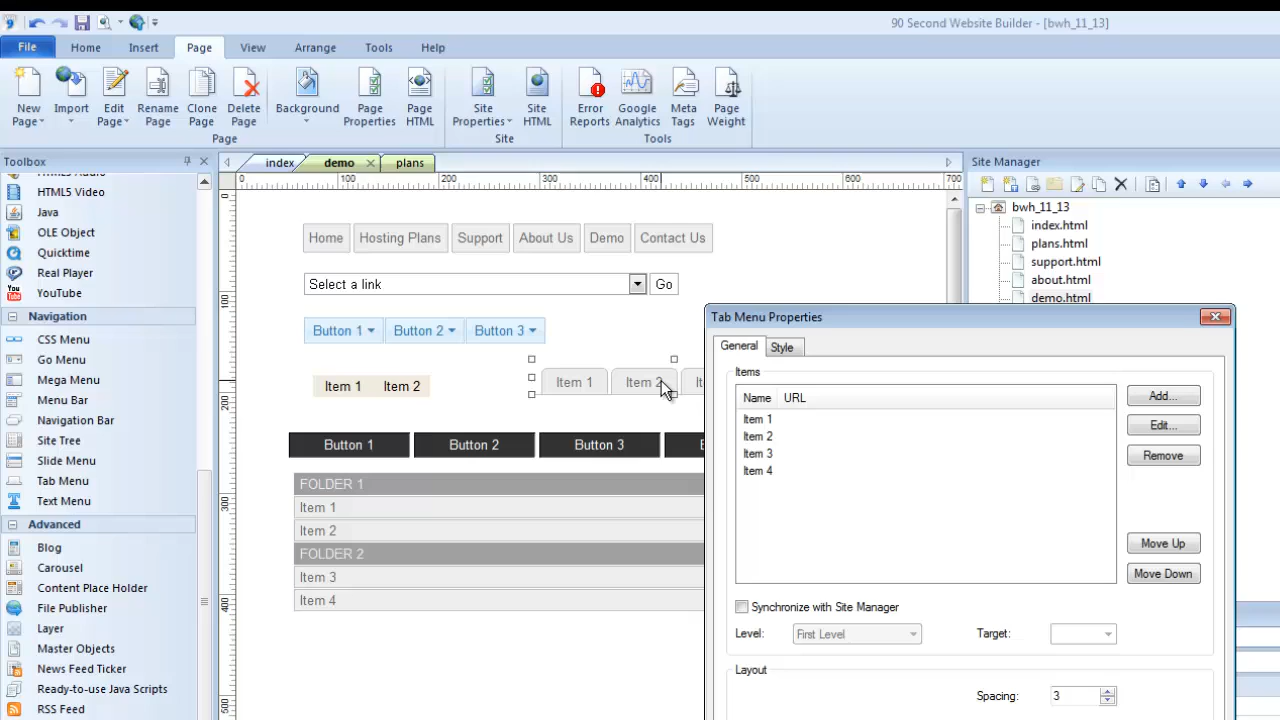 90 Second Website Builder - [bwh_11_13]
File Home Insert Page View Arrange Tools Help
New Page Import Edit Page Rename Page Clone Page Delete Page Background Page Properties Page HTML Site Properties Site HTML Error Reports Google Analytics Meta Tags Page Weight
Page Site Tools
Toolbox
index demo plans
Site Manager
0 100 200 300 400 500 600 700
HTML5 Audio
HTML5 Video
Java
OLE Object
Quicktime
Real Player
YouTube
Navigation
CSS Menu
Go Menu
Mega Menu
Menu Bar
Navigation Bar
Site Tree
Slide Menu
Tab Menu
Text Menu
Advanced
Blog
Carousel
Content Place Holder
File Publisher
Layer
Master Objects
News Feed Ticker
Ready-to-use Java Scripts
RSS Feed
0
100
200
300
400
500
Home Hosting Plans Support About Us Demo Contact Us
Select a link Go
Button 1 Button 2 Button 3
Item 1 Item 2
Item 1 Item 2
Button 1 Button 2 Button 3
FOLDER 1
Item 1
Item 2
FOLDER 2
Item 3
Item 4
bwh_11_13
index.html
plans.html
support.html
about.html
demo.html
Tab Menu Properties
General Style
Items
Name URL
Item 1
Item 2
Item 3
Item 4
Add...
Edit...
Remove
Move Up
Move Down
Synchronize with Site Manager
Level: First Level Target:
Layout
Spacing: 3